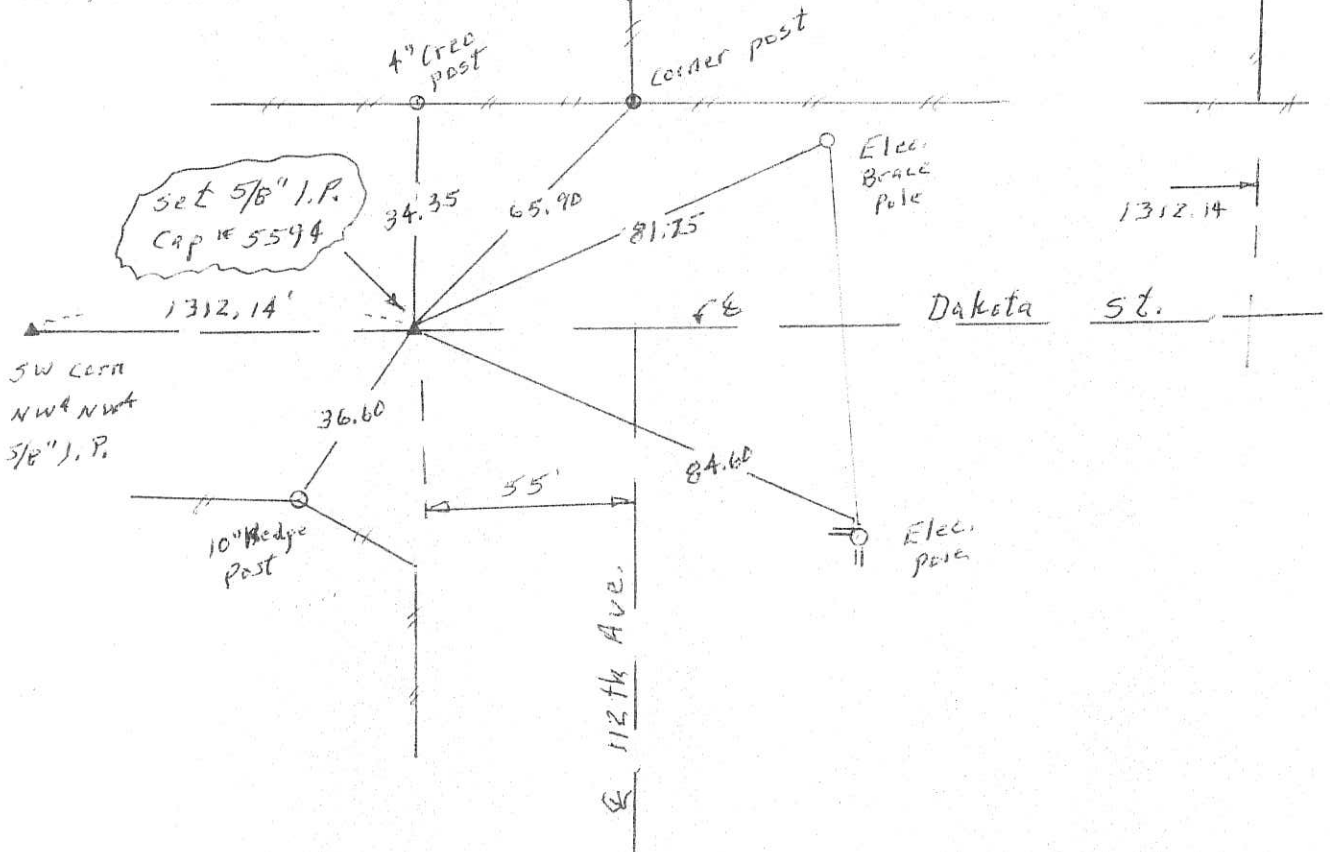 4" Creo
post
corner post
Elec.
Brace
Pole
set 5/8" I.P.
Cap # 5594
34.35
65.90
81.75
1312.14
1312.14'
℄
Dakota St.
SW corn
NW⁴ NW⁴
5/8" I.P.
36.60
84.60
55'
10" Hedge
post
Elec.
pole
℄ 112th Ave.